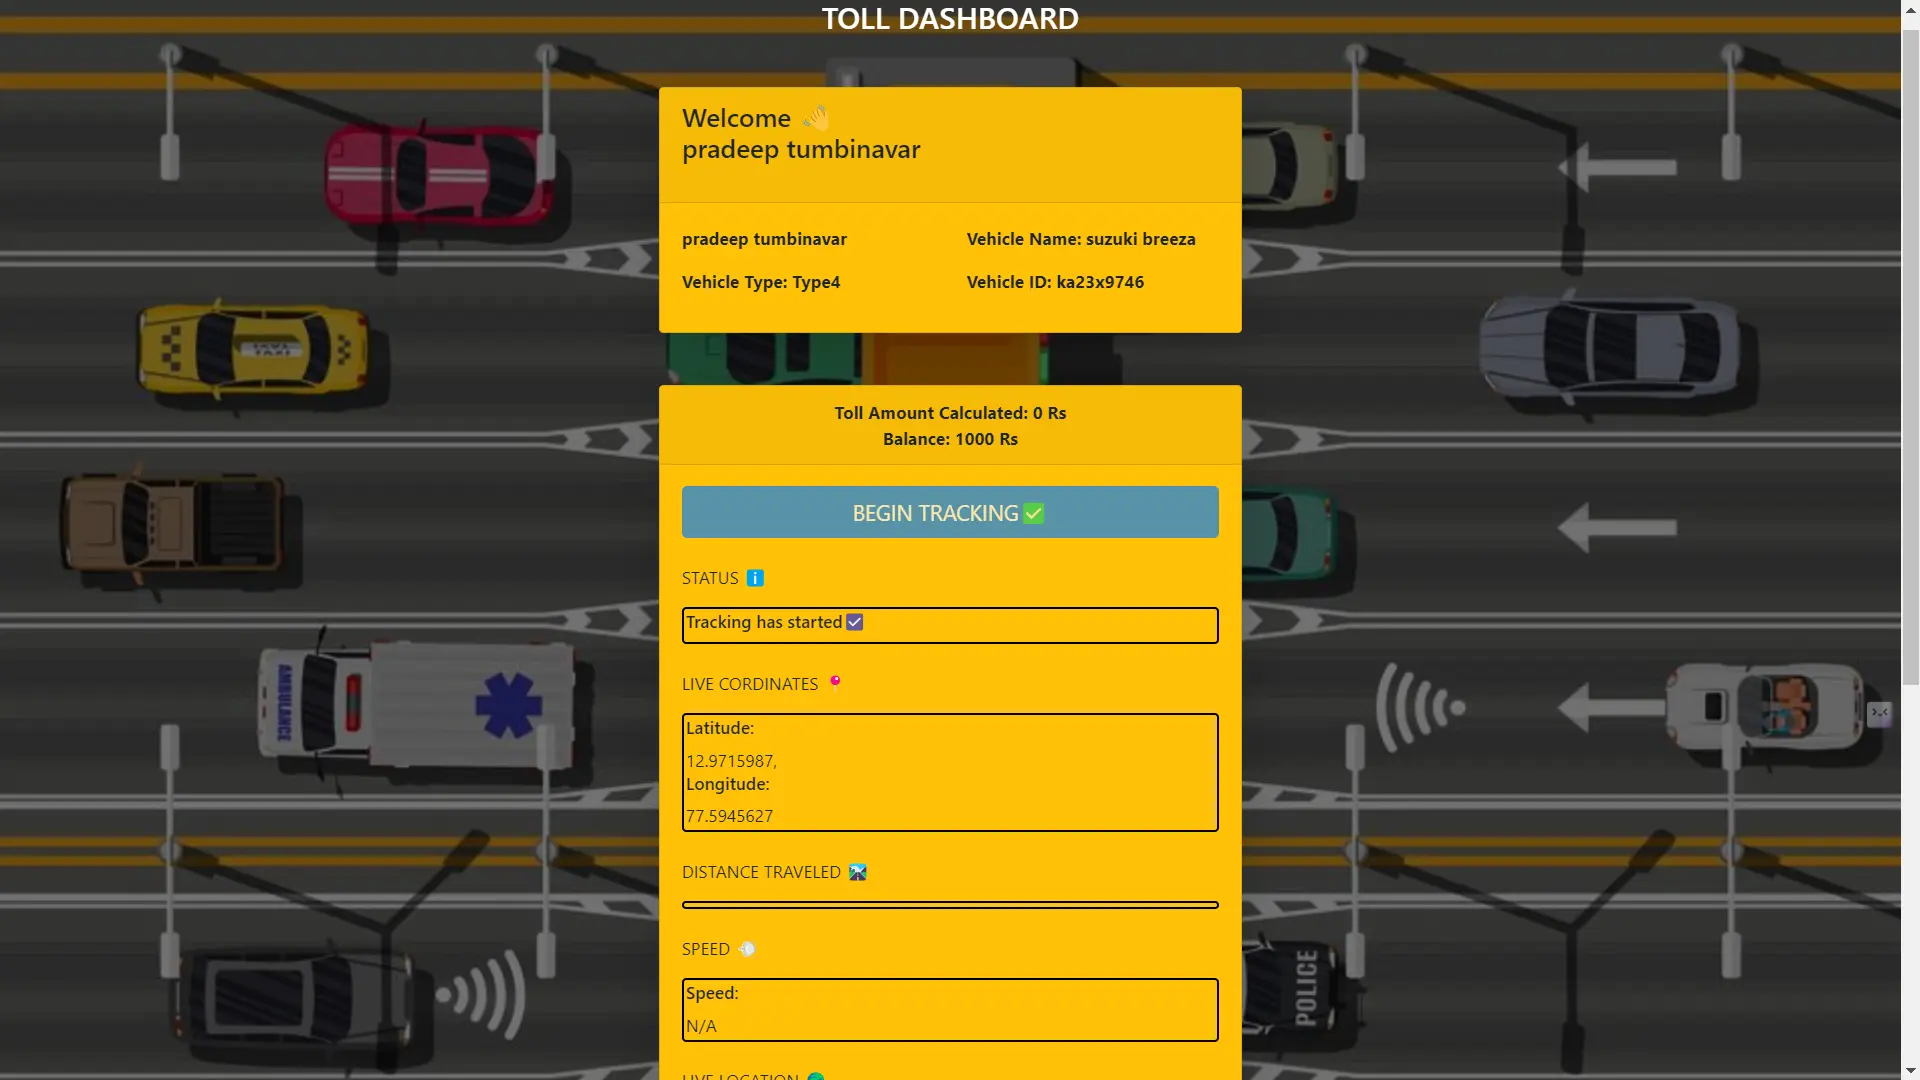 TOLL DASHBOARD
Welcome 👋
pradeep tumbinavar
pradeep tumbinavar
Vehicle Name: suzuki breeza
Vehicle Type: Type4
Vehicle ID: ka23x9746
Toll Amount Calculated: 0 Rs
Balance: 1000 Rs
BEGIN TRACKING ✅
STATUS ℹ️
Tracking has started ☑️
LIVE CORDINATES 📍
Latitude:
12.9715987,
Longitude:
77.5945627
DISTANCE TRAVELED 🛣️
SPEED 💨
Speed:
N/A
LIVE LOCATION 🌍
AMBULANCE
POLICE